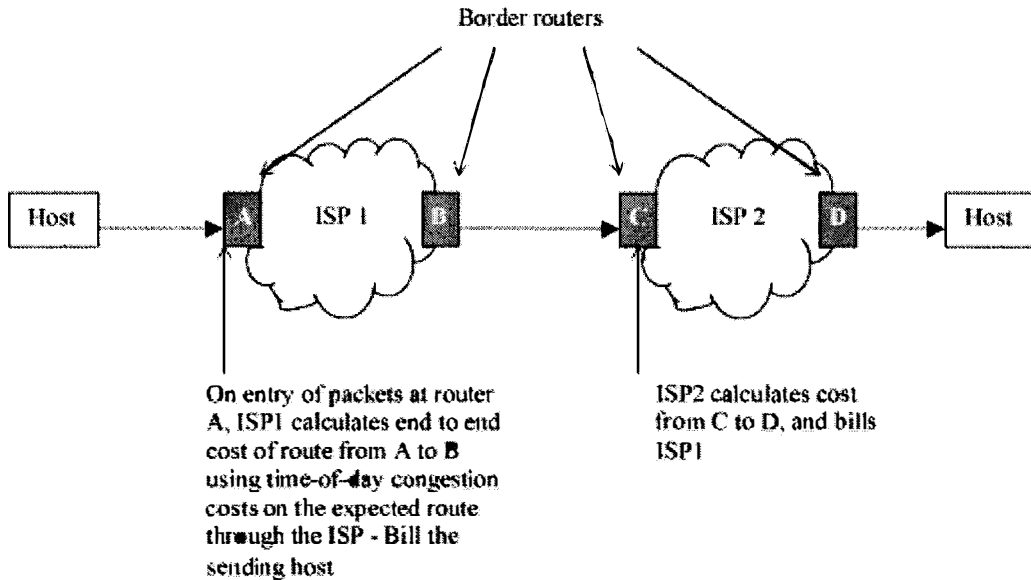 Border routers
Host
A
ISP 1
B
C
ISP 2
D
Host
On entry of packets at router
A, ISP1 calculates end to end
cost of route from A to B
using time-of-day congestion
costs on the expected route
through the ISP - Bill the
sending host
ISP2 calculates cost
from C to D, and bills
ISP1